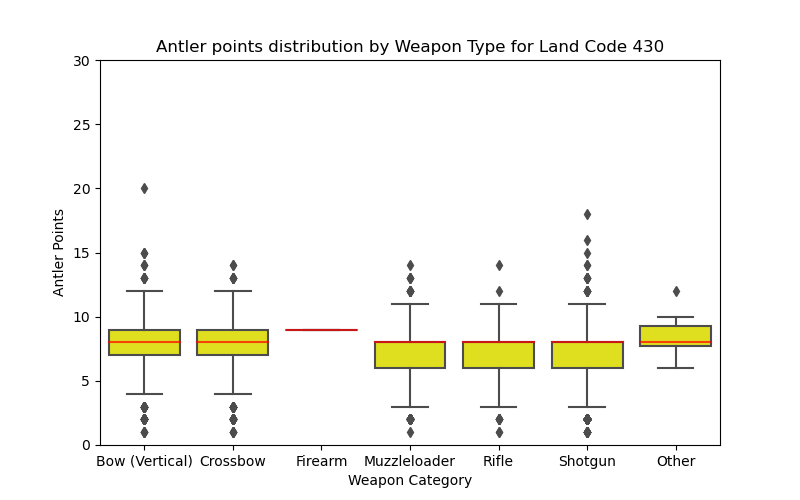 Antler points distribution by Weapon Type for Land Code 430
30
25
20
15
10
5
0
Antler Points
Bow (Vertical) Crossbow Firearm Muzzleloader Rifle Shotgun Other
Weapon Category